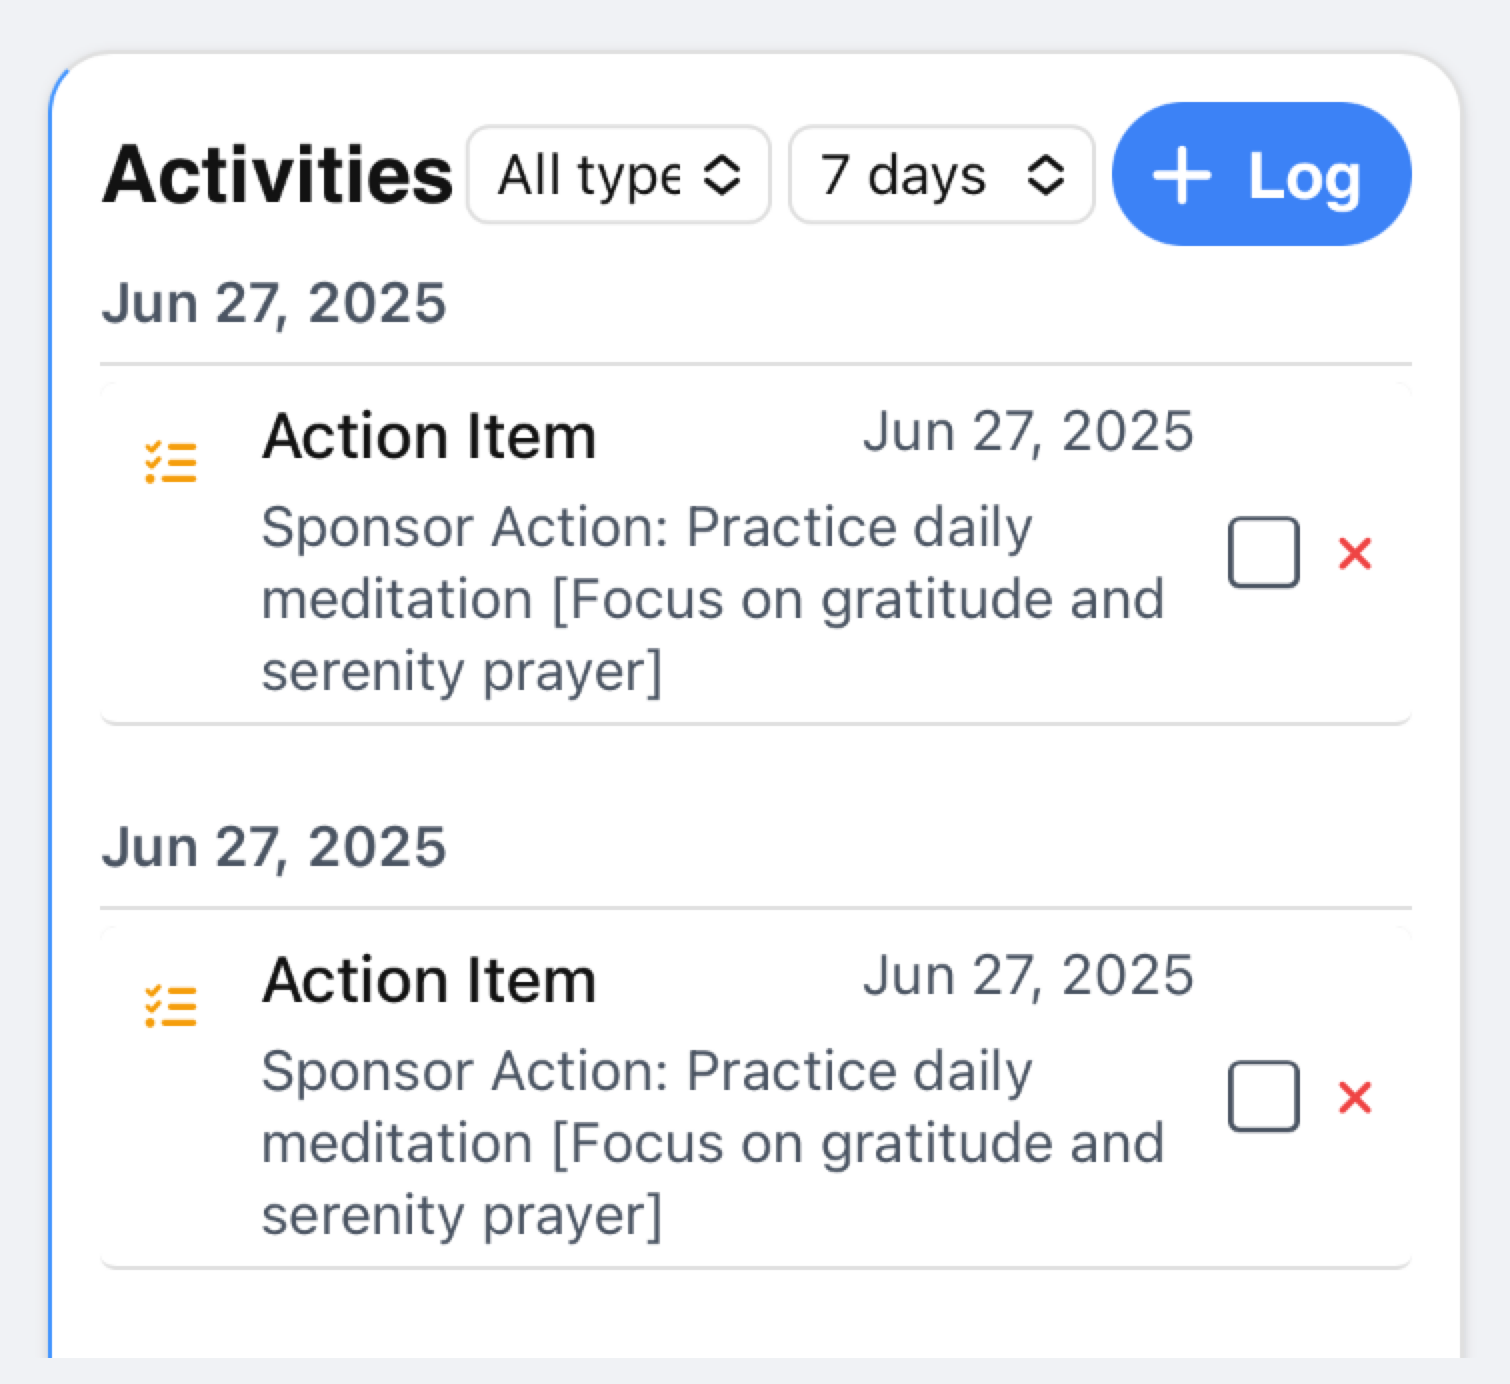 Activities All type 7 days + Log
Jun 27, 2025
Action Item Jun 27, 2025
Sponsor Action: Practice daily
meditation [Focus on gratitude and
serenity prayer]
Jun 27, 2025
Action Item Jun 27, 2025
Sponsor Action: Practice daily
meditation [Focus on gratitude and
serenity prayer]